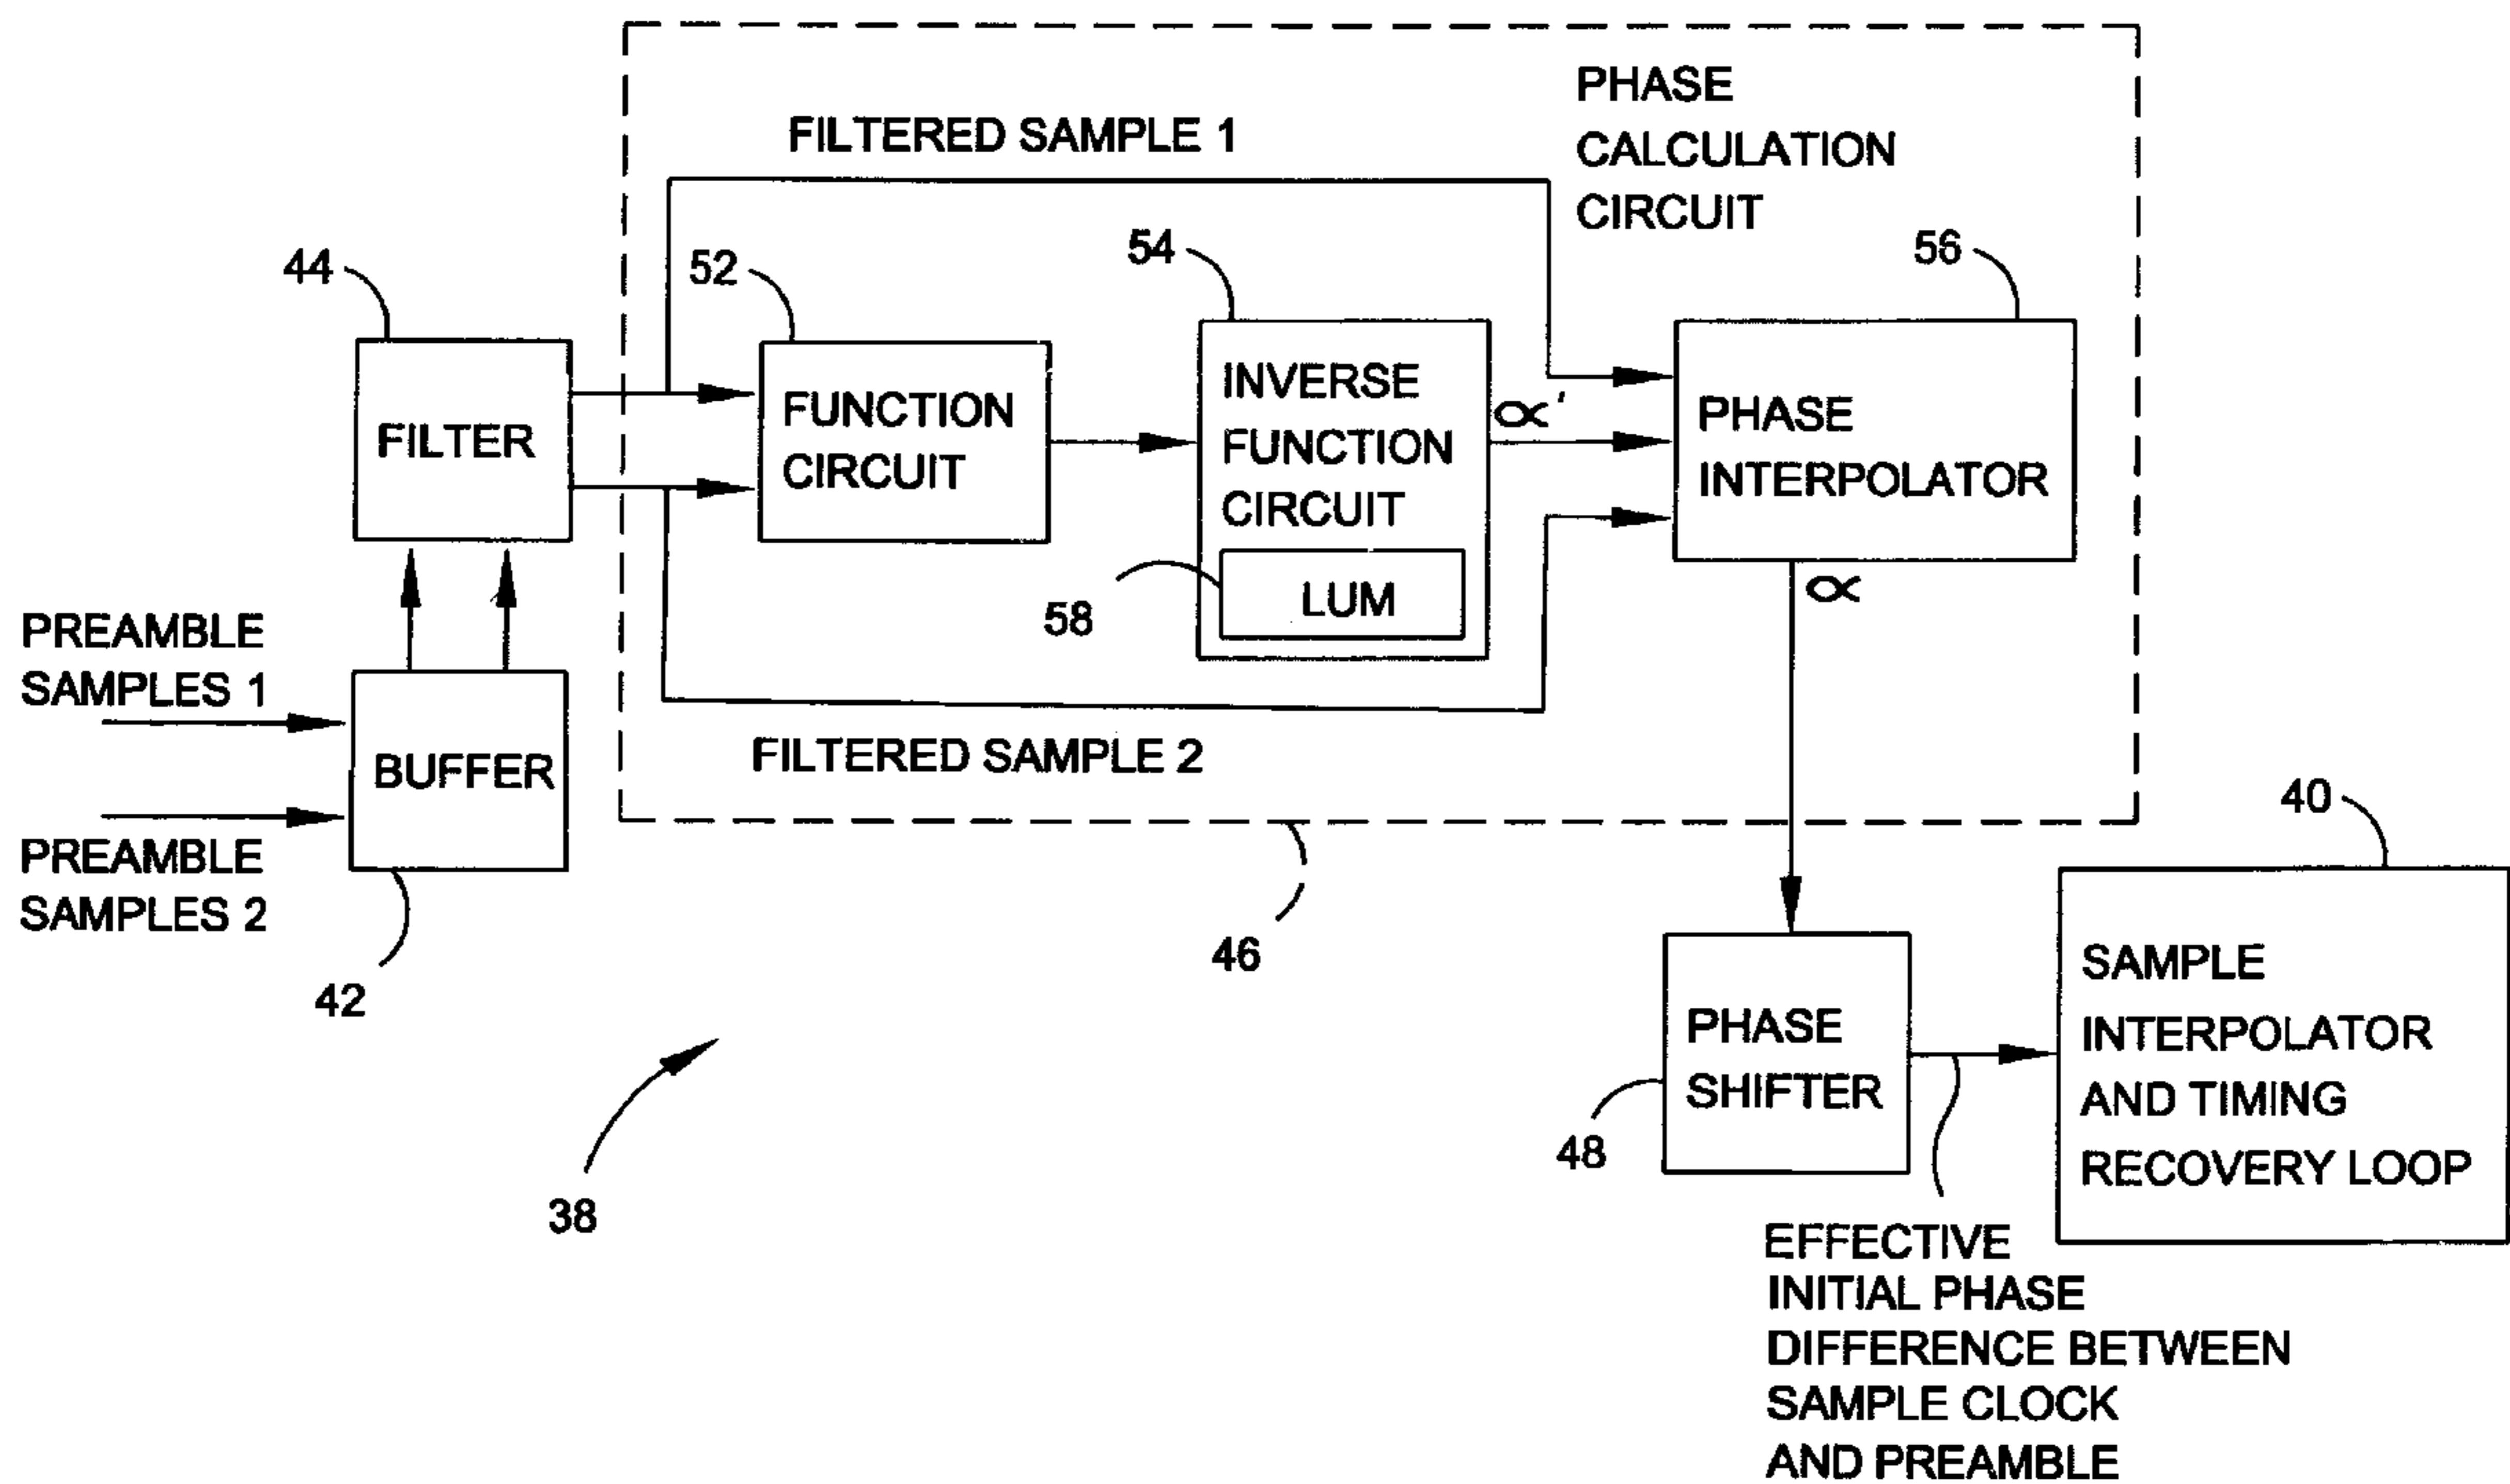 PHASE
CALCULATION
CIRCUIT
FILTERED SAMPLE 1
44
52
54
56
FILTER
FUNCTION
CIRCUIT
INVERSE
FUNCTION
CIRCUIT
α'
PHASE
INTERPOLATOR
58
LUM
α
PREAMBLE
SAMPLES 1
BUFFER
PREAMBLE
SAMPLES 2
42
FILTERED SAMPLE 2
46
40
38
PHASE
SHIFTER
48
SAMPLE
INTERPOLATOR
AND TIMING
RECOVERY LOOP
EFFECTIVE
INITIAL PHASE
DIFFERENCE BETWEEN
SAMPLE CLOCK
AND PREAMBLE